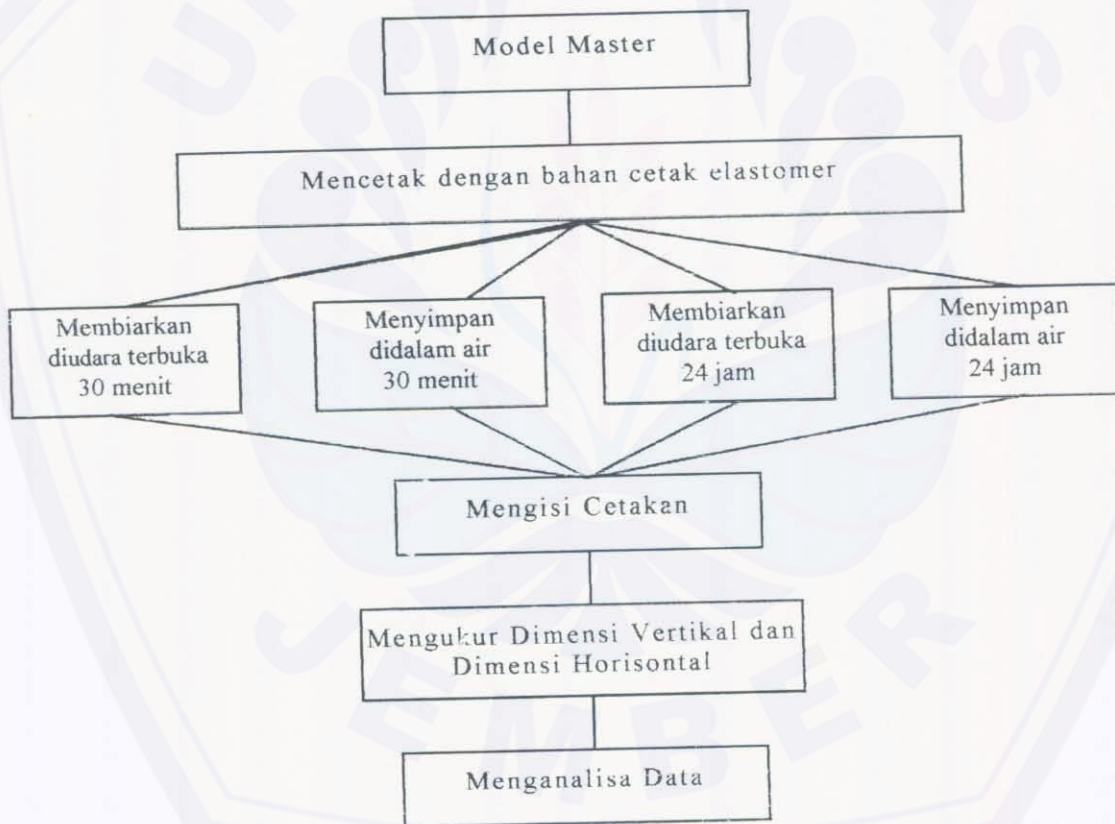 Model Master
Mencetak dengan bahan cetak elastomer
Membiarkan
diudara terbuka
30 menit
Menyimpan
didalam air
30 menit
Membiarkan
diudara terbuka
24 jam
Menyimpan
didalam air
24 jam
Mengisi Cetakan
Mengukur Dimensi Vertikal dan
Dimensi Horisontal
Menganalisa Data
JEMBER